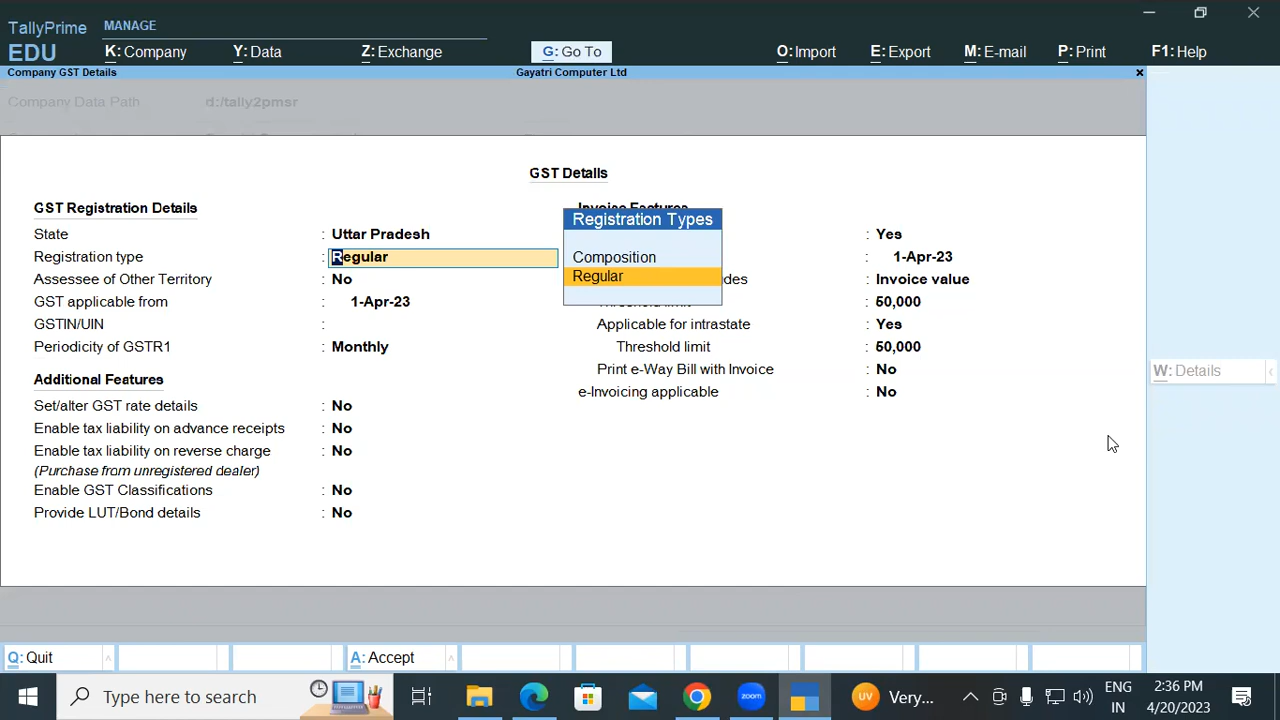 TallyPrime
EDU
MANAGE
K: Company
Y: Data
Z: Exchange
G: Go To
O: Import
E: Export
M: E-mail
P: Print
F1: Help
Company GST Details
Gayatri Computer Ltd
Company Data Path
d:/tally2pmsr
GST Details
GST Registration Details
State : Uttar Pradesh
Registration type : Regular
Assessee of Other Territory : No
GST applicable from : 1-Apr-23
GSTIN/UIN :
Periodicity of GSTR1 : Monthly
Additional Features
Set/alter GST rate details : No
Enable tax liability on advance receipts : No
Enable tax liability on reverse charge : No
(Purchase from unregistered dealer)
Enable GST Classifications : No
Provide LUT/Bond details : No
Invoice Features
Registration Types
Composition
Regular
: Yes
: 1-Apr-23
: Invoice value
: 50,000
Applicable for intrastate : Yes
Threshold limit : 50,000
Print e-Way Bill with Invoice : No
e-Invoicing applicable : No
W: Details
Q: Quit
A: Accept
Type here to search
UV
Very...
ENG
IN
2:36 PM
4/20/2023